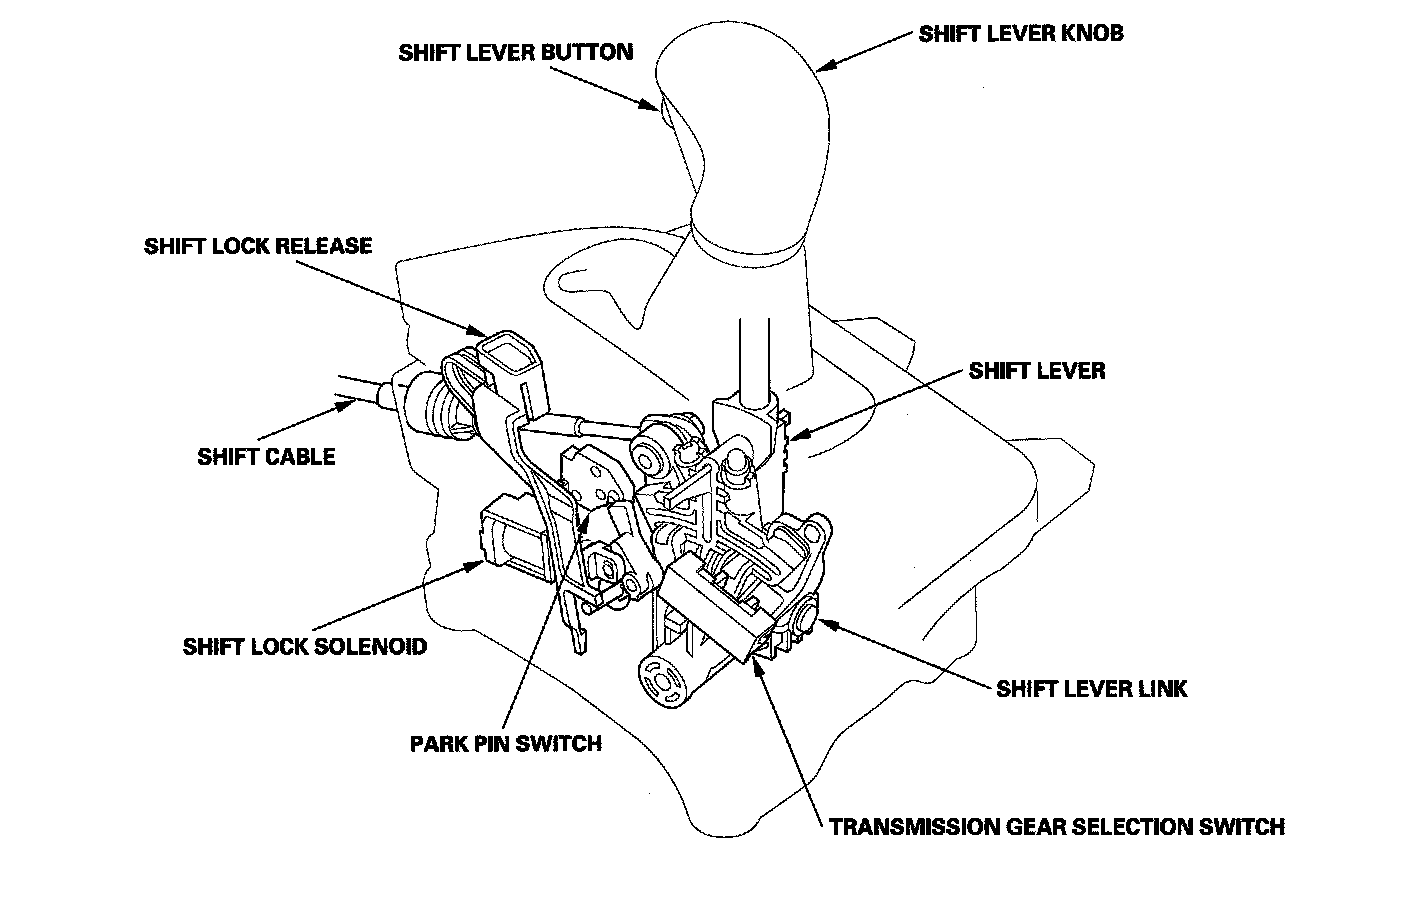 SHIFT LEVER KNOB
SHIFT LEVER BUTTON
SHIFT LOCK RELEASE
SHIFT LEVER
SHIFT CABLE
SHIFT LOCK SOLENOID
SHIFT LEVER LINK
PARK PIN SWITCH
TRANSMISSION GEAR SELECTION SWITCH